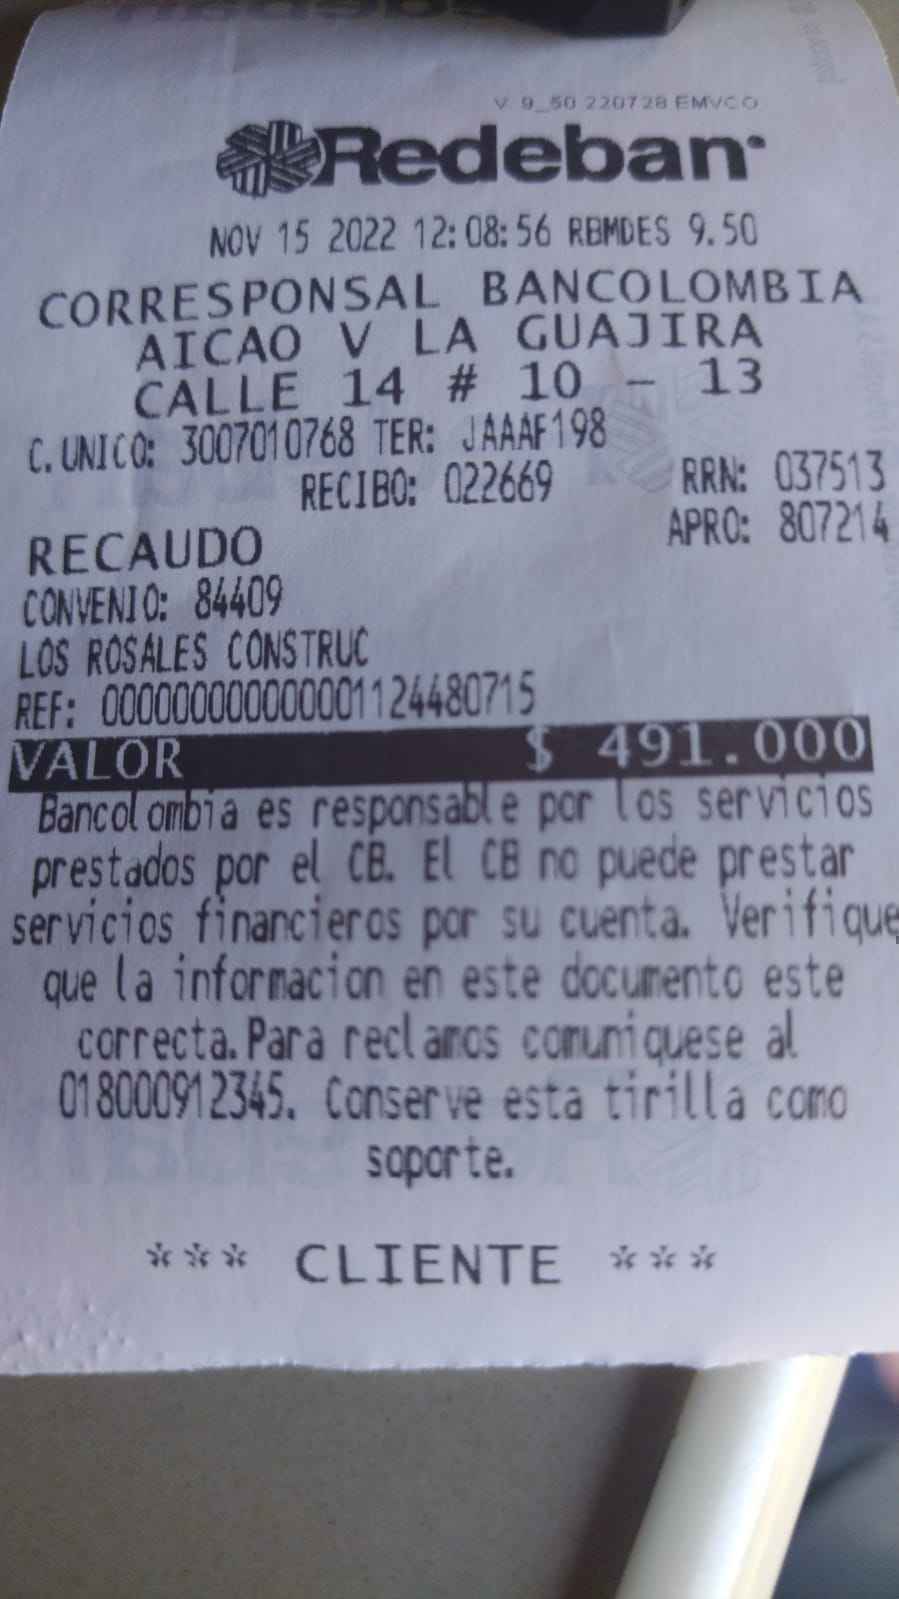 V 9_50 220728 EMVCO
Redeban
NOV 15 2022 12:08:56 RBMDES 9.50
CORRESPONSAL BANCOLOMBIA
AICAO V LA GUAJIRA
CALLE 14 # 10 - 13
C.UNICO: 3007010768 TER: JAAAF198
RECIBO: 022669 RRN: 037513
APRO: 807214
RECAUDO
CONVENIO: 84409
LOS ROSALES CONSTRUC
REF: 00000000000001124480715
VALOR $ 491.000
Bancolombia es responsable por los servicios
prestados por el CB. El CB no puede prestar
servicios financieros por su cuenta. Verifique
que la informacion en este documento este
correcta.Para reclamos comuniquese al
018000912345. Conserve esta tirilla como
soporte.
*** CLIENTE ***